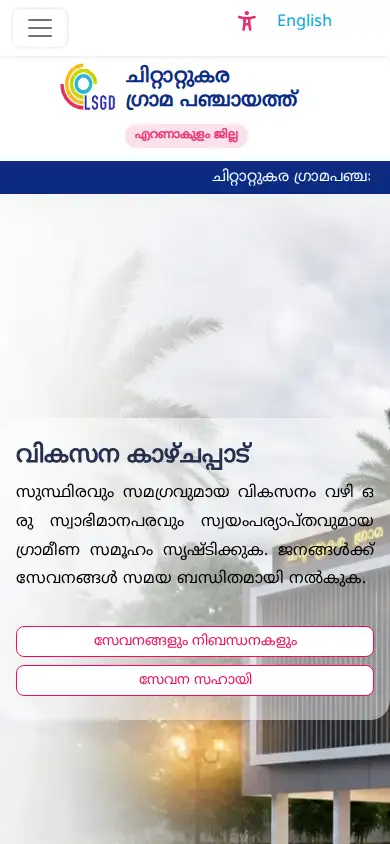 English
LSGD
ചിറ്റാറ്റുകര
ഗ്രാമ പഞ്ചായത്ത്
എറണാകുളം ജില്ല
ചിറ്റാറ്റുകര ഗ്രാമപഞ്ച
വികസന കാഴ്ചപ്പാട്
സുസ്ഥിരവും സമഗ്രവുമായ വികസനം വഴി ഒ
രു സ്വാഭിമാനപരവും സ്വയംപര്യാപ്തവുമായ
ഗ്രാമീണ സമൂഹം സൃഷ്ടിക്കുക. ജനങ്ങൾക്ക്
സേവനങ്ങൾ സമയ ബന്ധിതമായി നൽകുക.
സേവനങ്ങളും നിബന്ധനകളും
സേവന സഹായി